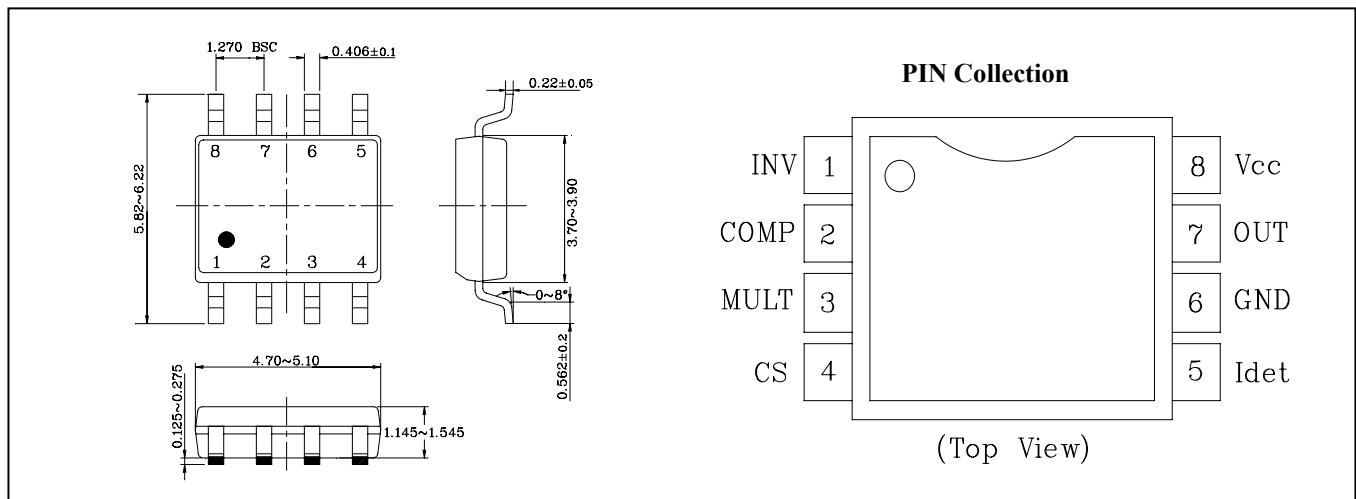 1.270 BSC
0.406±0.1
8 7 6 5
5.82~6.22
1 2 3 4
0.22±0.05
3.70~3.90
0~8°
0.562±0.2
4.70~5.10
0.125~0.275
1.145~1.545
PIN Collection
INV 1 8 Vcc
COMP 2 7 OUT
MULT 3 6 GND
CS 4 5 Idet
(Top View)